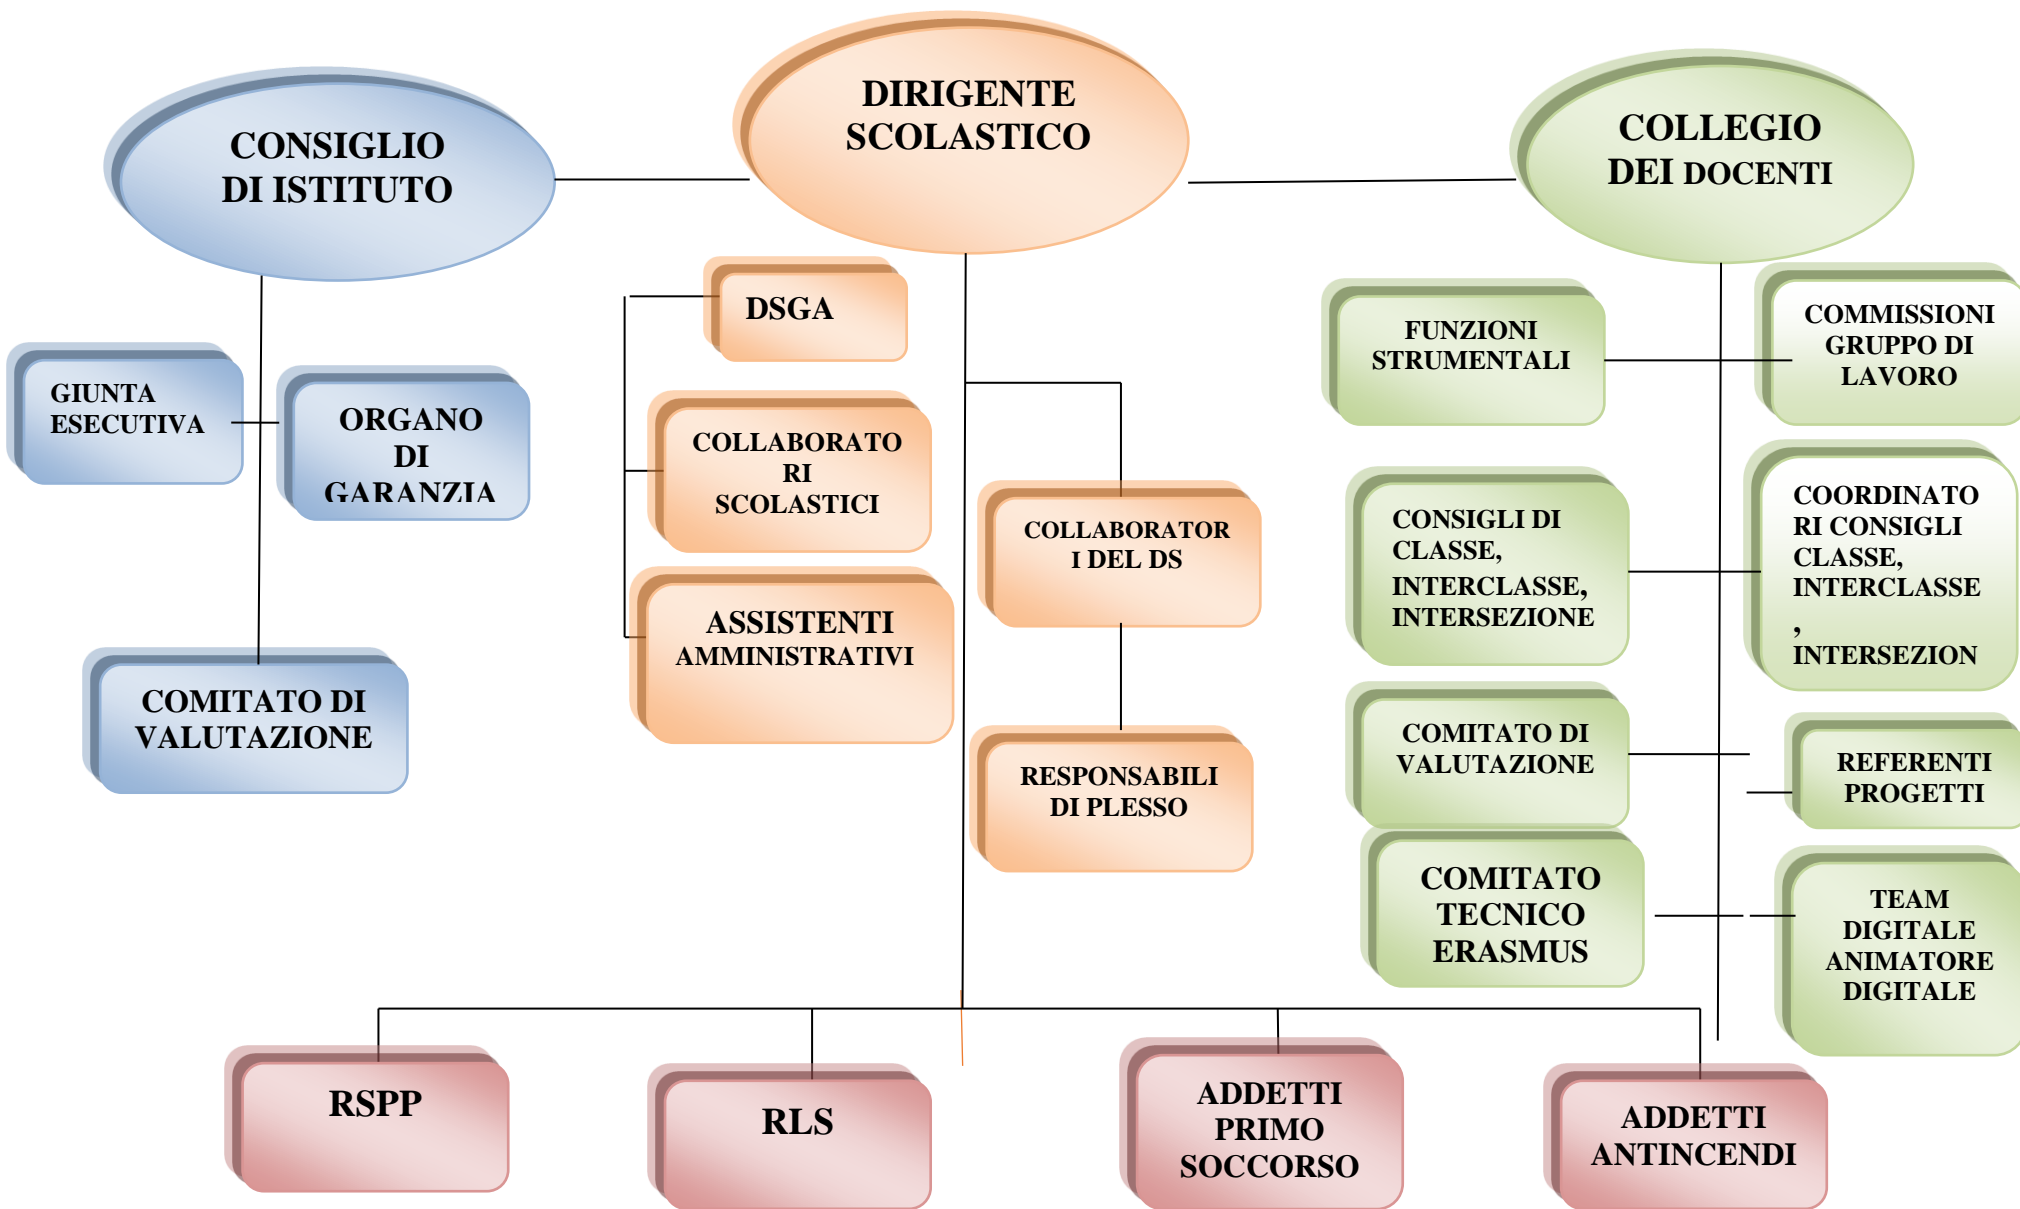 CONSIGLIO
DI ISTITUTO
DIRIGENTE
SCOLASTICO
COLLEGIO
DEI DOCENTI
GIUNTA
ESECUTIVA
ORGANO
DI
GARANZIA
COMITATO DI
VALUTAZIONE
DSGA
COLLABORATO
RI
SCOLASTICI
ASSISTENTI
AMMINISTRATIVI
COLLABORATOR
I DEL DS
RESPONSABILI
DI PLESSO
FUNZIONI
STRUMENTALI
COMMISSIONI
GRUPPO DI
LAVORO
CONSIGLI DI
CLASSE,
INTERCLASSE,
INTERSEZIONE
COORDINATO
RI CONSIGLI
CLASSE,
INTERCLASSE
,
INTERSEZION
COMITATO DI
VALUTAZIONE
REFERENTI
PROGETTI
COMITATO
TECNICO
ERASMUS
TEAM
DIGITALE
ANIMATORE
DIGITALE
RSPP
RLS
ADDETTI
PRIMO
SOCCORSO
ADDETTI
ANTINCENDI